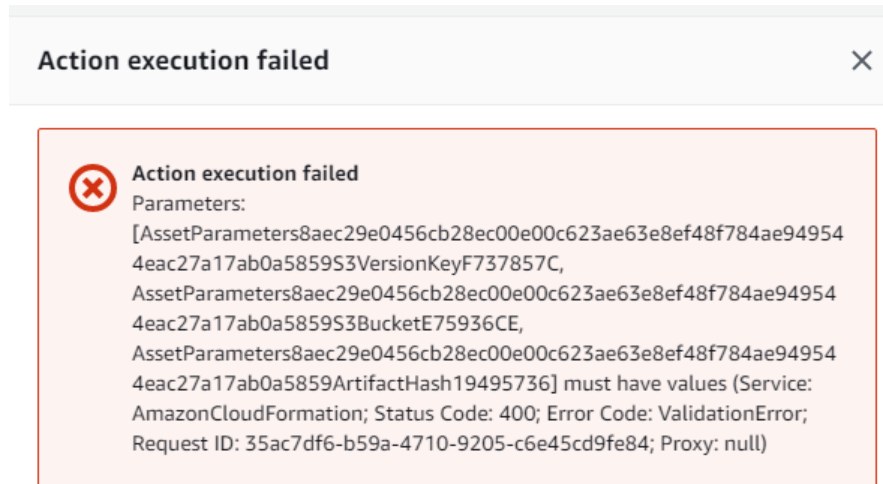 Action execution failed
Action execution failed
Parameters:
[AssetParameters8aec29e0456cb28ec00e00c623ae63e8ef48f784ae94954
4eac27a17ab0a5859S3VersionKeyF737857C,
AssetParameters8aec29e0456cb28ec00e00c623ae63e8ef48f784ae94954
4eac27a17ab0a5859S3BucketE75936CE,
AssetParameters8aec29e0456cb28ec00e00c623ae63e8ef48f784ae94954
4eac27a17ab0a5859ArtifactHash19495736] must have values (Service:
AmazonCloudFormation; Status Code: 400; Error Code: ValidationError;
Request ID: 35ac7df6-b59a-4710-9205-c6e45cd9fe84; Proxy: null)